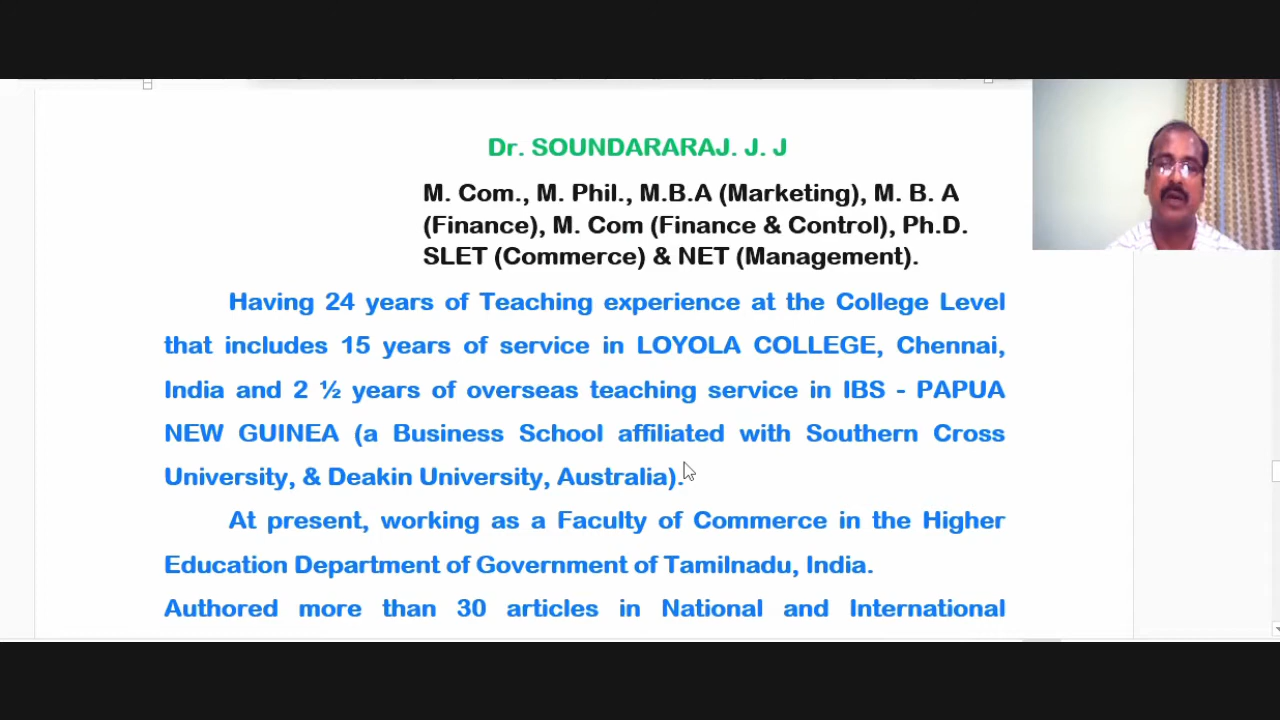 Dr. SOUNDARARAJ. J. J
M. Com., M. Phil., M.B.A (Marketing), M. B. A
(Finance), M. Com (Finance & Control), Ph.D.
SLET (Commerce) & NET (Management).
Having 24 years of Teaching experience at the College Level
that includes 15 years of service in LOYOLA COLLEGE, Chennai,
India and 2 ½ years of overseas teaching service in IBS - PAPUA
NEW GUINEA (a Business School affiliated with Southern Cross
University, & Deakin University, Australia).
At present, working as a Faculty of Commerce in the Higher
Education Department of Government of Tamilnadu, India.
Authored more than 30 articles in National and International